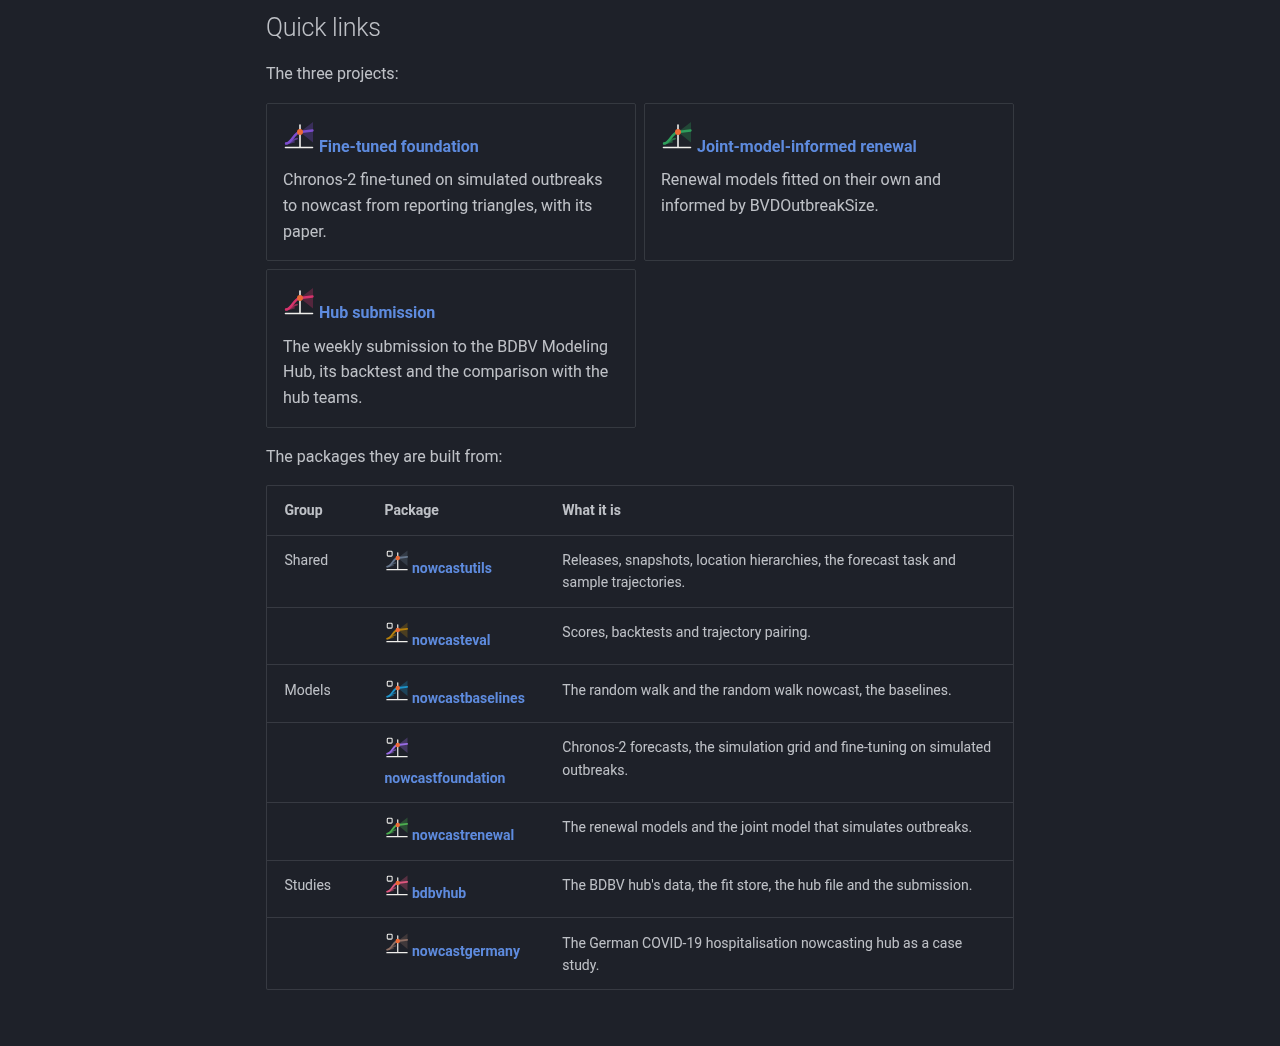 Quick links
The three projects:
Fine-tuned foundation
Chronos-2 fine-tuned on simulated outbreaks
to nowcast from reporting triangles, with its
paper.
Joint-model-informed renewal
Renewal models fitted on their own and
informed by BVDOutbreakSize.
Hub submission
The weekly submission to the BDBV Modeling
Hub, its backtest and the comparison with the
hub teams.
The packages they are built from:
Group Package What it is
Shared nowcastutils Releases, snapshots, location hierarchies, the forecast task and
sample trajectories.
nowcasteval Scores, backtests and trajectory pairing.
Models nowcastbaselines The random walk and the random walk nowcast, the baselines.
nowcastfoundation Chronos-2 forecasts, the simulation grid and fine-tuning on simulated
outbreaks.
nowcastrenewal The renewal models and the joint model that simulates outbreaks.
Studies bdbvhub The BDBV hub's data, the fit store, the hub file and the submission.
nowcastgermany The German COVID-19 hospitalisation nowcasting hub as a case
study.